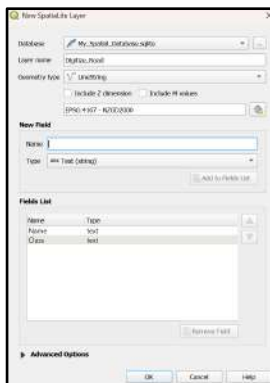 New SpatiaLite Layer
Database My_Spatial_Database.sqlite ...
Layer name Digitize_Road
Geometry type LineString
Include Z dimension Include M values
EPSG:4167 - NZGD2000
New Field
Name
Type abc Text (string)
Add to Fields List
Fields List
Name Type
Name text
Class text
Remove Field
Advanced Options
OK Cancel Help